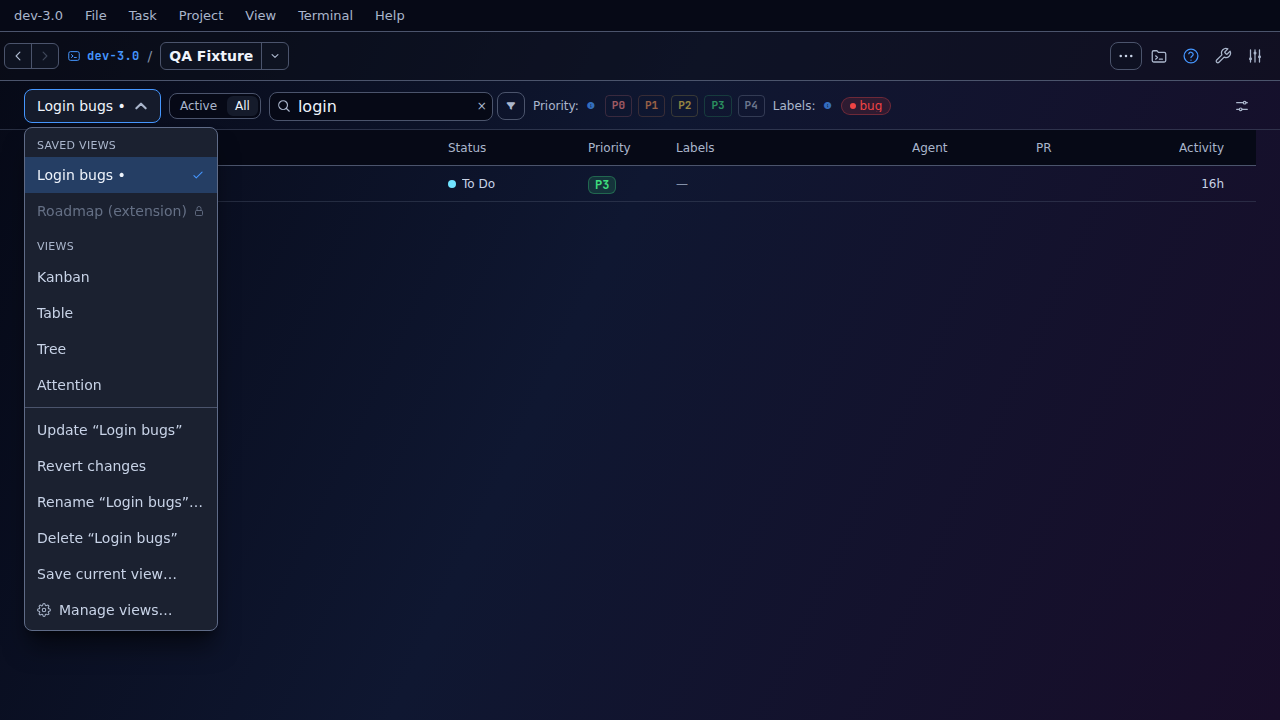 dev-3.0 File Task Project View Terminal Help
dev-3.0 / QA Fixture
Login bugs • Active All login × Priority: P0 P1 P2 P3 P4 Labels: bug
Status Priority Labels Agent PR Activity
To Do P3 — 16h
SAVED VIEWS
Login bugs •
Roadmap (extension)
VIEWS
Kanban
Table
Tree
Attention
Update “Login bugs”
Revert changes
Rename “Login bugs”…
Delete “Login bugs”
Save current view…
Manage views…